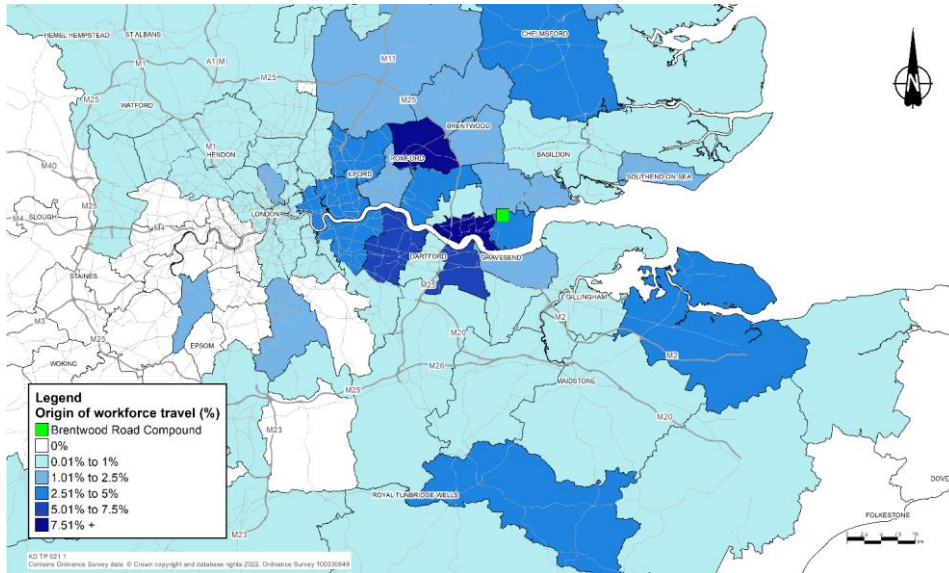 HEMEL HEMPSTEAD
ST ALBANS
CHELMSFORD
M1
A1(M)
M11
M25
M25
M25
WATFORD
BRENTWOOD
M1
HENDON
ROMFORD
BASILDON
M40
ILFORD
SOUTHEND ON SEA
SLOUGH
M25
LONDON
M4
M4
DARTFORD
GRAVESEND
STAINES
M25
GILLINGHAM
M3
M20
M2
EPSOM
M25
M2
WOKING
M26
M25
MAIDSTONE
M20
M23
ROYAL TUNBRIDGE WELLS
DOVE
FOLKESTONE
M23
Legend
Origin of workforce travel (%)
Brentwood Road Compound
0%
0.01% to 1%
1.01% to 2.5%
2.51% to 5%
5.01% to 7.5%
7.51% +
KD TP 021 1
Contains Ordnance Survey data. © Crown copyright and database rights 2022. Ordnance Survey 100030649